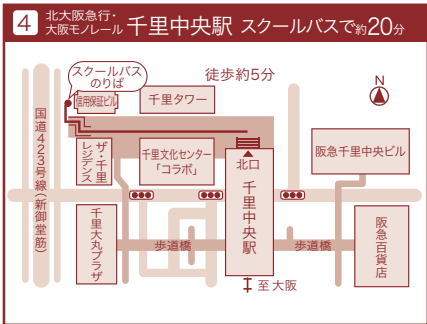 4 北大阪急行・
大阪モノレール 千里中央駅 スクールバスで約20分
スクールバス
のりば
徒歩約5分
N
信用保証ビル
千里タワー
国道423号線(新御堂筋)
ザ・千里
レジデンス
千里文化センター
「コラボ」
北口
千里中央駅
阪急千里中央ビル
千里大丸プラザ
歩道橋
歩道橋
阪急百貨店
至大阪